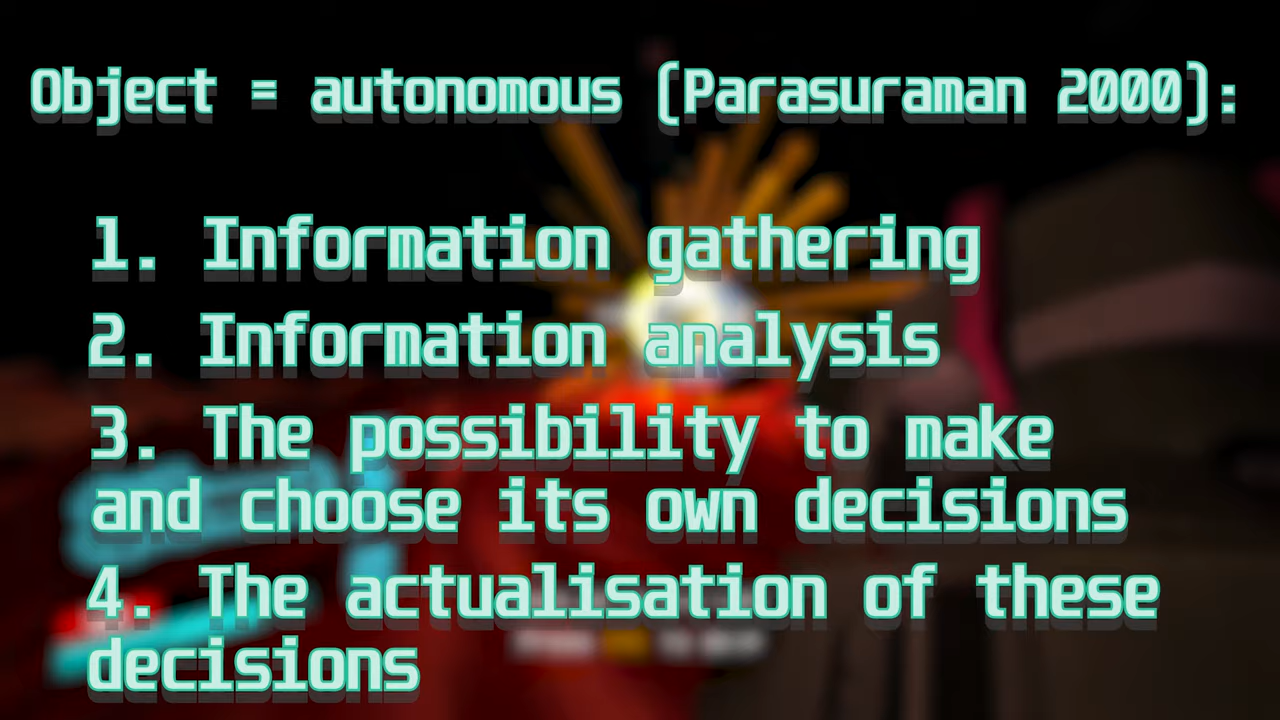 Object = autonomous (Parasuraman 2000):
1. Information gathering
2. Information analysis
3. The possibility to make
and choose its own decisions
4. The actualisation of these
decisions